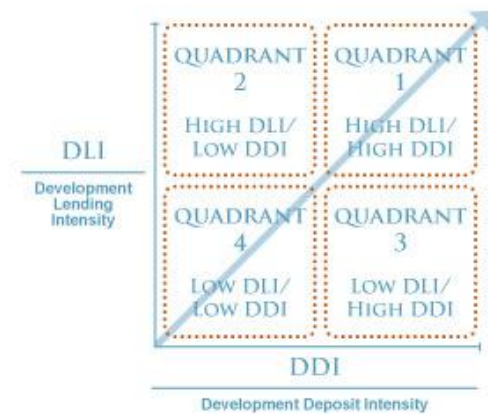 QUADRANT
2
HIGH DLI/
LOW DDI
QUADRANT
1
HIGH DLI/
HIGH DDI
DLI
Development
Lending
Intensity
QUADRANT
4
LOW DLI/
LOW DDI
QUADRANT
3
LOW DLI/
HIGH DDI
DDI
Development Deposit Intensity